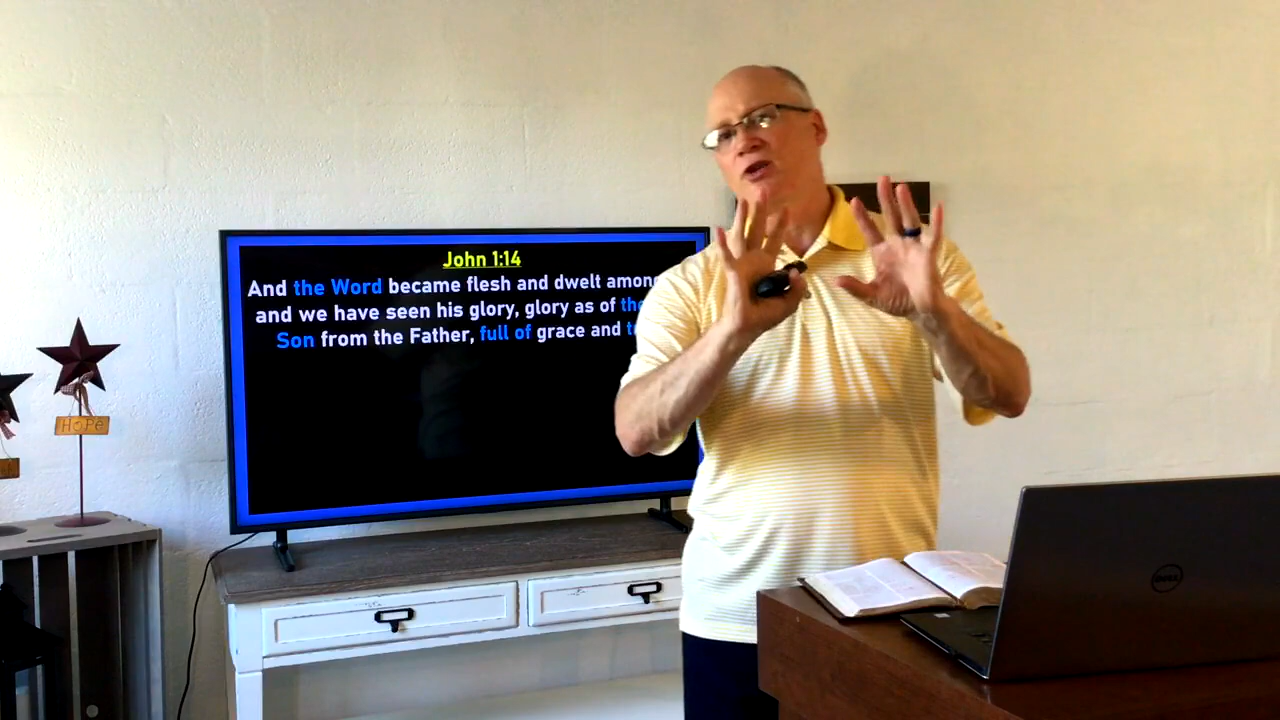 John 1:14
And the Word became flesh and dwelt among
and we have seen his glory, glory as of the
Son from the Father, full of grace and
HOPE
DELL